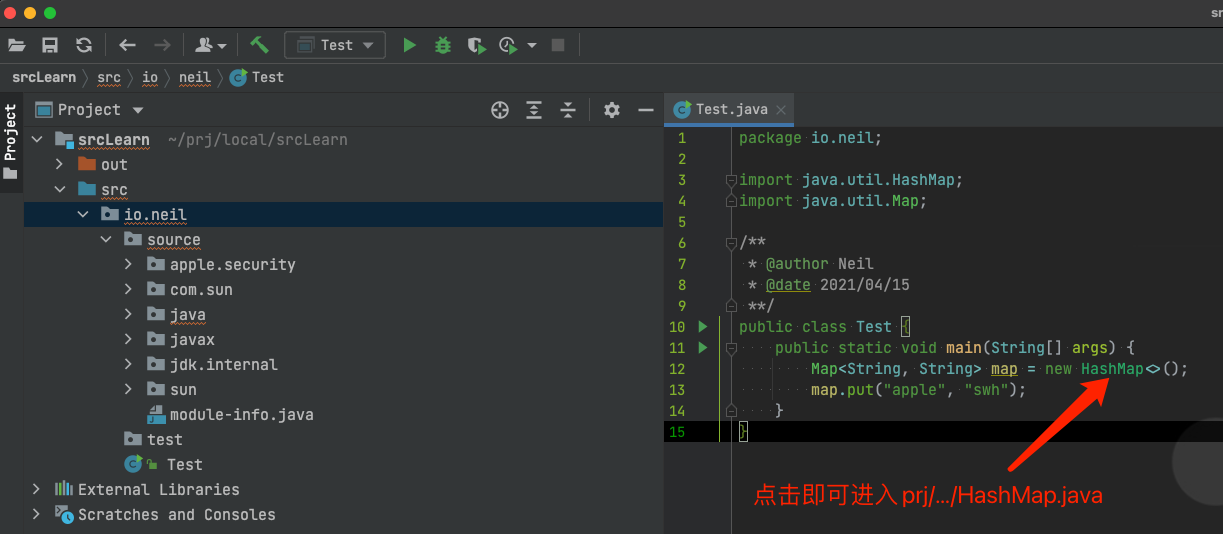 sr
Test
srcLearn
src
io
neil
Test
Project
Project
Test.java
srcLearn ~/prj/local/srcLearn
out
src
io.neil
source
apple.security
com.sun
java
javax
jdk.internal
sun
module-info.java
test
Test
External Libraries
Scratches and Consoles
1 package io.neil;
2
3 import java.util.HashMap;
4 import java.util.Map;
5
6 /**
7 * @author Neil
8 * @date 2021/04/15
9 **/
10 public class Test {
11 public static void main(String[] args) {
12 Map<String, String> map = new HashMap<>();
13 map.put("apple", "swh");
14 }
15 }
点击即可进入 prj/.../HashMap.java